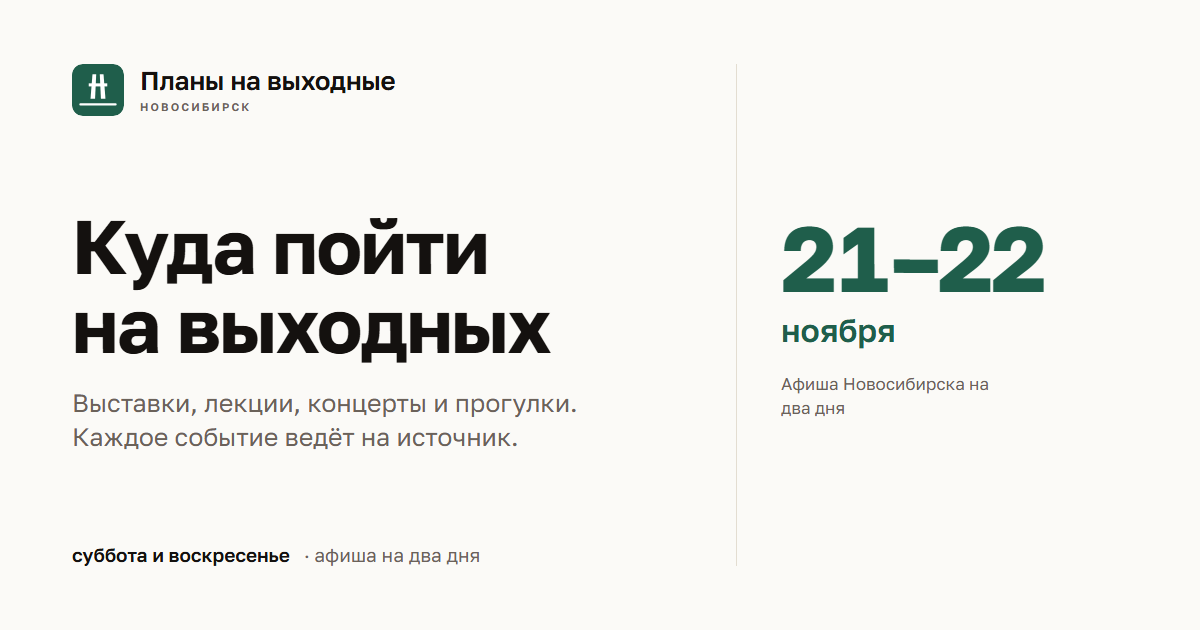 Планы на выходные
НОВОСИБИРСК
Куда пойти
на выходных
Выставки, лекции, концерты и прогулки.
Каждое событие ведёт на источник.
суббота и воскресенье · афиша на два дня
21–22
ноября
Афиша Новосибирска на
два дня